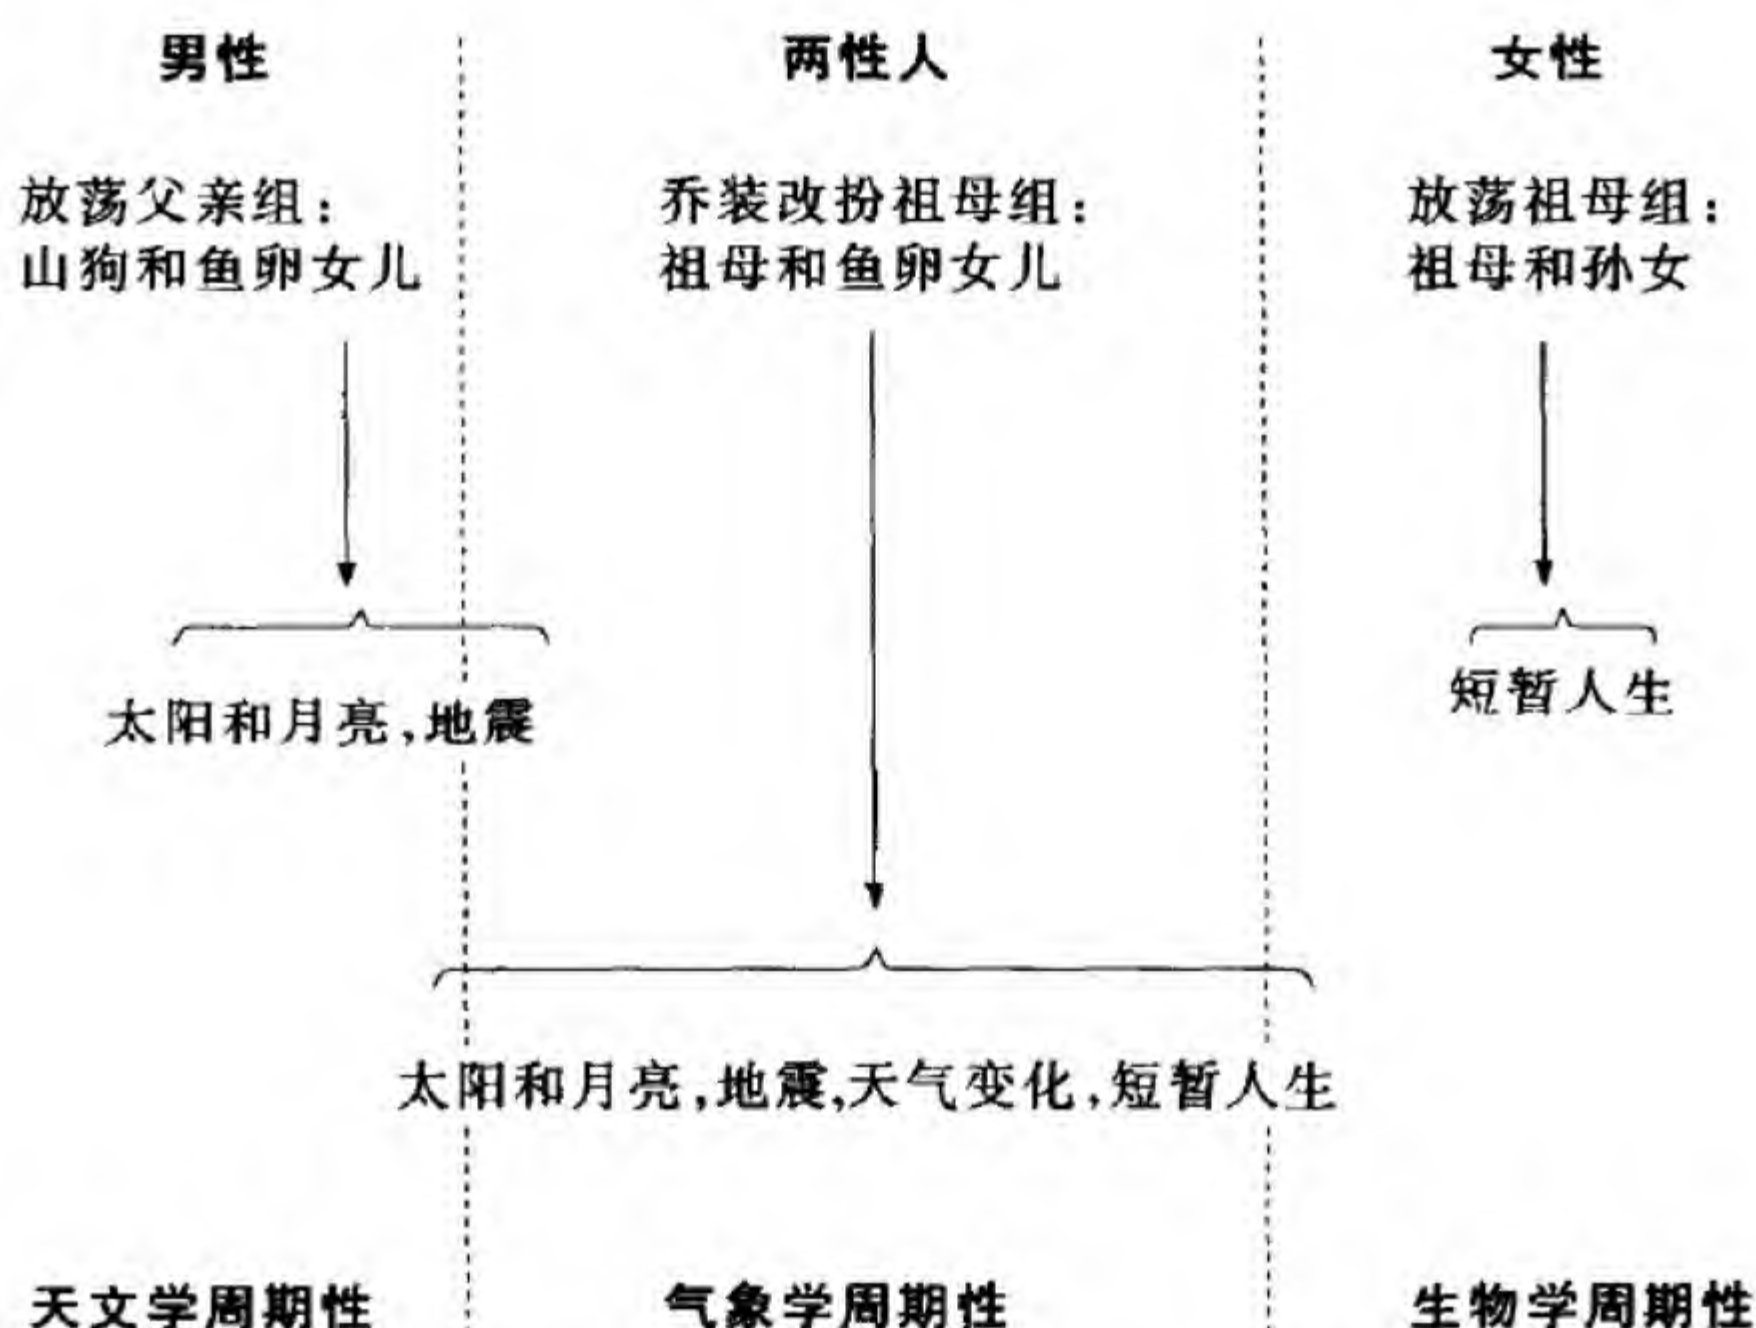 男性
两性人
女性
放荡父亲组：
山狗和鱼卵女儿
乔装改扮祖母组：
祖母和鱼卵女儿
放荡祖母组：
祖母和孙女
太阳和月亮,地震
短暂人生
太阳和月亮,地震,天气变化,短暂人生
天文学周期性
气象学周期性
生物学周期性